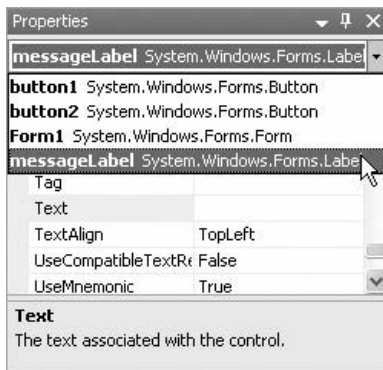 Properties
messageLabel System.Windows.Forms.Label
button1 System.Windows.Forms.Button
button2 System.Windows.Forms.Button
Form1 System.Windows.Forms.Form
messageLabel System.Windows.Forms.Labe
Tag
Text
TextAlign TopLeft
UseCompatibleTextRe False
UseMnemonic True
Text
The text associated with the control.